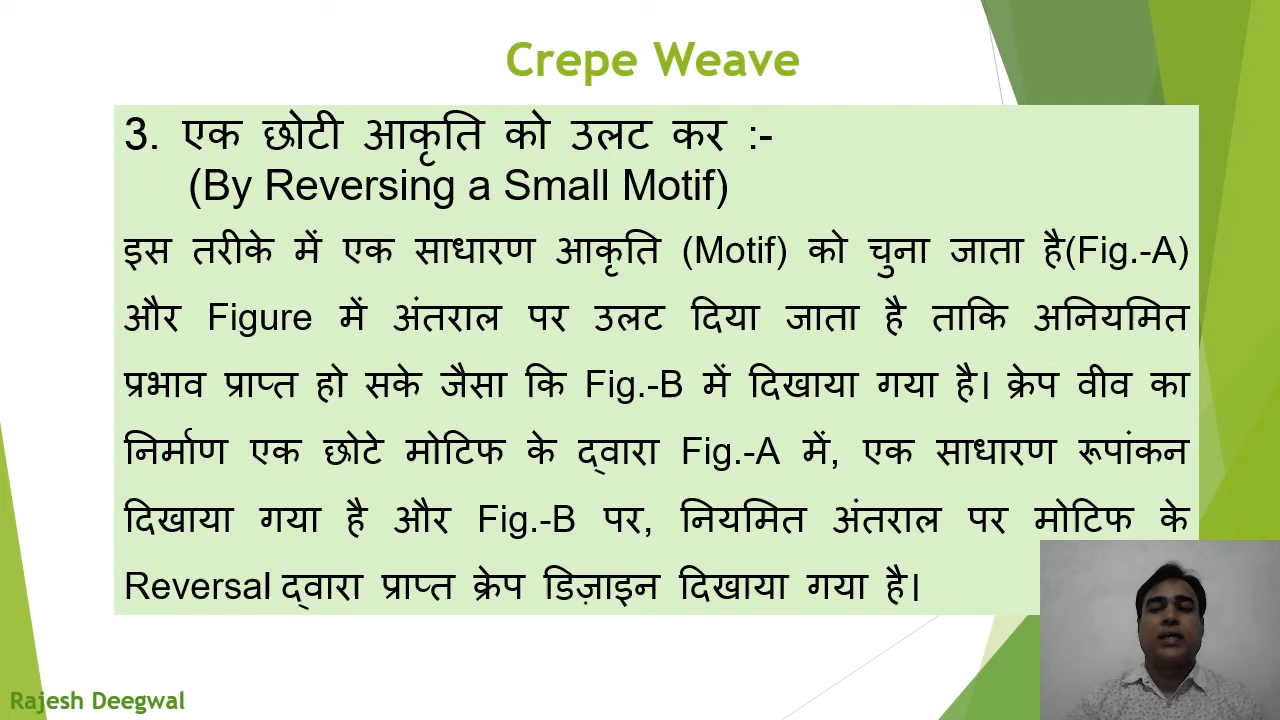 Crepe Weave
3. एक छोटी आकृति को उलट कर :-
(By Reversing a Small Motif)
इस तरीके में एक साधारण आकृति (Motif) को चुना जाता है(Fig.-A)
और Figure में अंतराल पर उलट दिया जाता है ताकि अनियमित
प्रभाव प्राप्त हो सके जैसा कि Fig.-B में दिखाया गया है। क्रेप वीव का
निर्माण एक छोटे मोटिफ के द्वारा Fig.-A में, एक साधारण रूपांकन
दिखाया गया है और Fig.-B पर, नियमित अंतराल पर मोटिफ के
Reversal द्वारा प्राप्त क्रेप डिज़ाइन दिखाया गया है।
Rajesh Deegwal